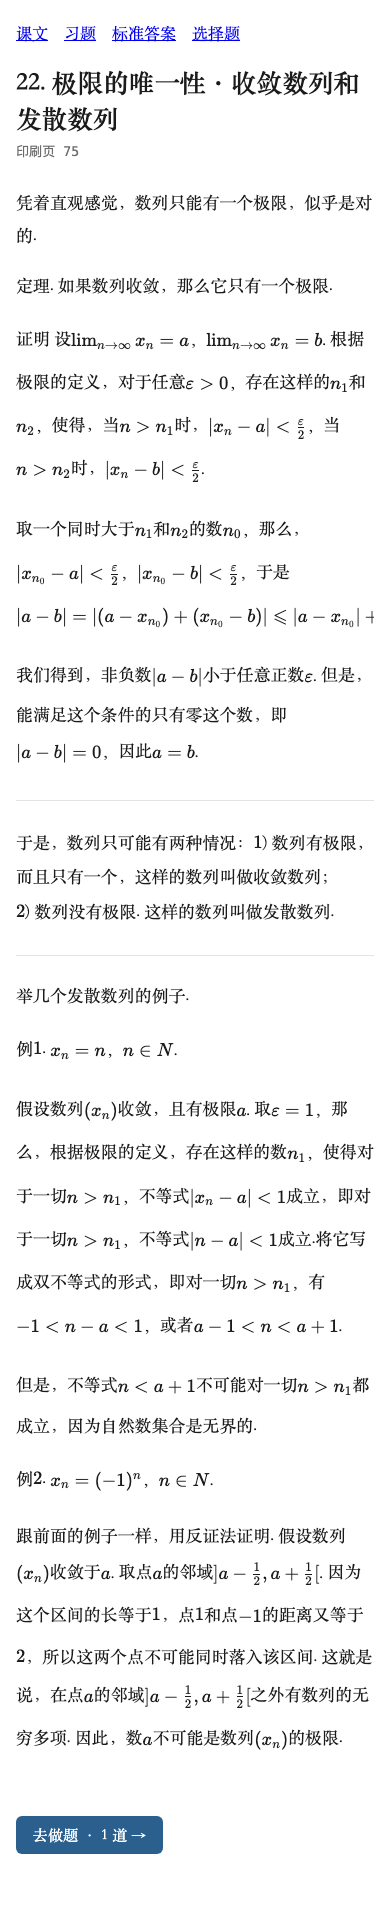 课文 习题 标准答案 选择题
22. 极限的唯一性 · 收敛数列和
发散数列
印刷页 75
凭着直观感觉，数列只能有一个极限，似乎是对
的.
定理. 如果数列收敛，那么它只有一个极限.
证明 设lim_{n→∞} x_n = a，lim_{n→∞} x_n = b. 根据
极限的定义，对于任意ε > 0，存在这样的n_1和
n_2，使得，当n > n_1时，|x_n − a| < ε/2，当
n > n_2时，|x_n − b| < ε/2.
取一个同时大于n_1和n_2的数n_0，那么，
|x_{n_0} − a| < ε/2，|x_{n_0} − b| < ε/2，于是
|a − b| = |(a − x_{n_0}) + (x_{n_0} − b)| ⩽ |a − x_{n_0}| +
我们得到，非负数|a − b|小于任意正数ε. 但是，
能满足这个条件的只有零这个数，即
|a − b| = 0，因此a = b.
于是，数列只可能有两种情况：1) 数列有极限，
而且只有一个，这样的数列叫做收敛数列；
2) 数列没有极限. 这样的数列叫做发散数列.
举几个发散数列的例子.
例1. x_n = n，n ∈ N.
假设数列(x_n)收敛，且有极限a. 取ε = 1，那
么，根据极限的定义，存在这样的数n_1，使得对
于一切n > n_1，不等式|x_n − a| < 1成立，即对
于一切n > n_1，不等式|n − a| < 1成立.将它写
成双不等式的形式，即对一切n > n_1，有
−1 < n − a < 1，或者a − 1 < n < a + 1.
但是，不等式n < a + 1不可能对一切n > n_1都
成立，因为自然数集合是无界的.
例2. x_n = (−1)^n，n ∈ N.
跟前面的例子一样，用反证法证明. 假设数列
(x_n)收敛于a. 取点a的邻域]a − 1/2, a + 1/2[. 因为
这个区间的长等于1，点1和点−1的距离又等于
2，所以这两个点不可能同时落入该区间. 这就是
说，在点a的邻域]a − 1/2, a + 1/2[之外有数列的无
穷多项. 因此，数a不可能是数列(x_n)的极限.
去做题 · 1 道 →